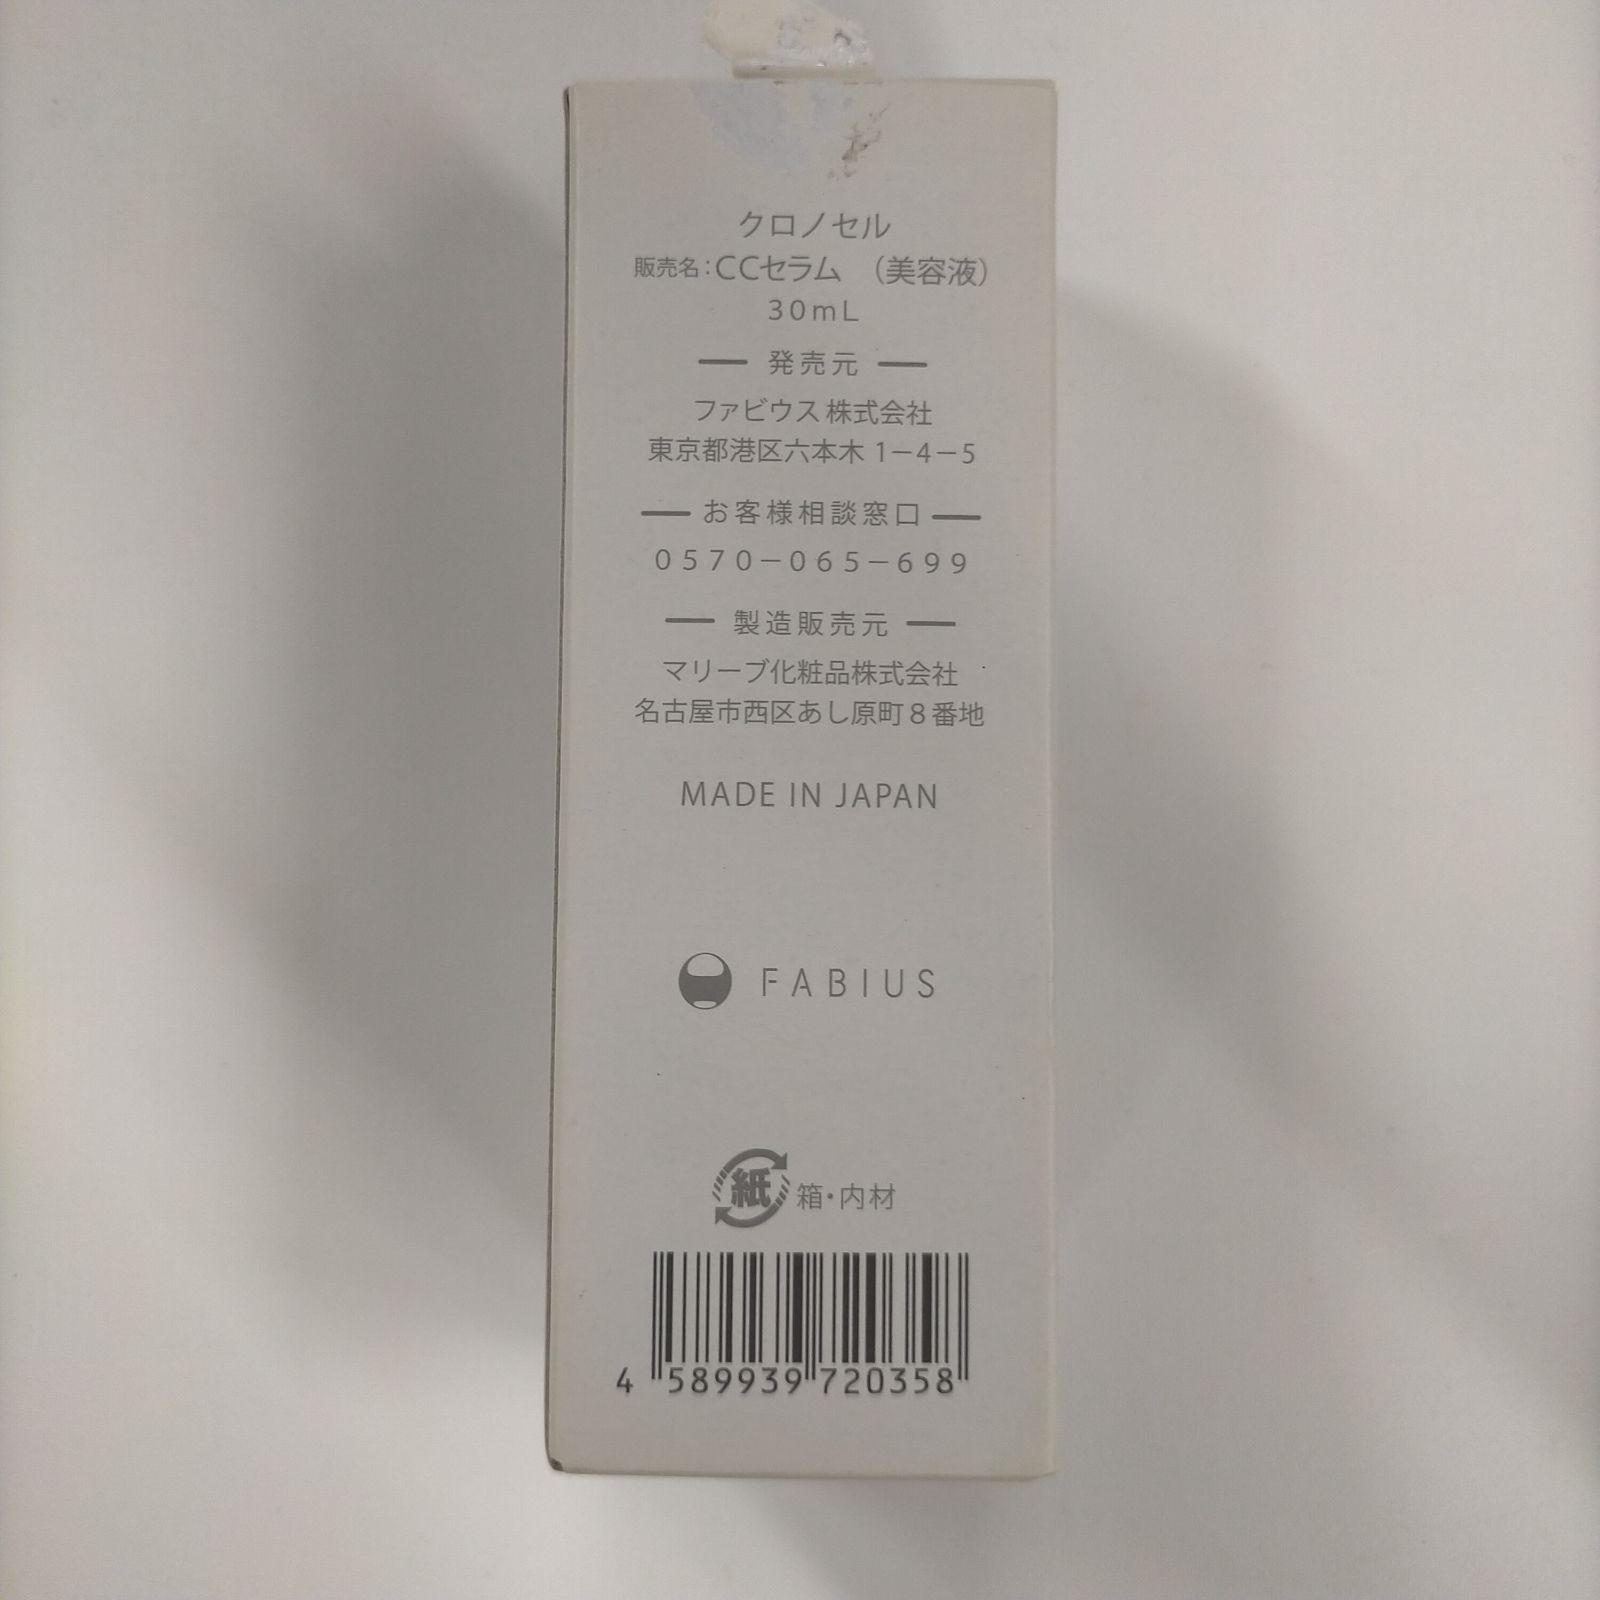 クロノセル
販売名：CCセラム （美容液）
30mL
発売元
ファビウス株式会社
東京都港区六本木 1－4－5
お客様相談窓口
0570－065－699
製造販売元
マリーブ化粧品株式会社
名古屋市西区あし原町8番地
MADE IN JAPAN
FABIUS
紙 箱・内材
4 589939 720358